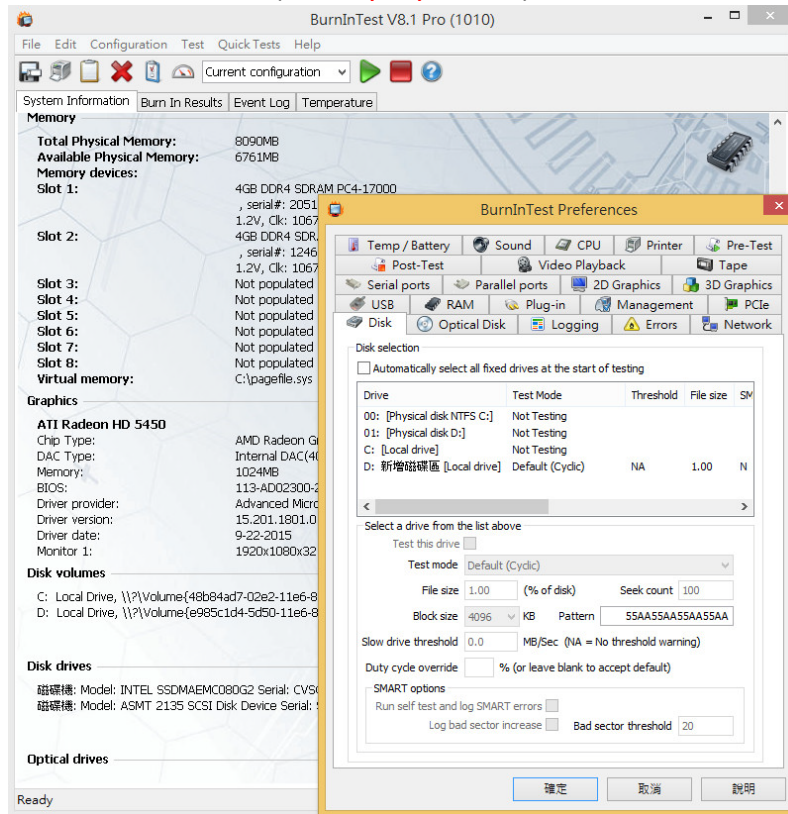 BurnInTest V8.1 Pro (1010)
File Edit Configuration Test QuickTests Help
Current configuration
System Information Burn In Results Event Log Temperature
Memory
Total Physical Memory: 8090MB
Available Physical Memory: 6761MB
Memory devices:
Slot 1: 4GB DDR4 SDRAM PC4-17000
, serial#: 2051
1.2V, Clk: 1067
Slot 2: 4GB DDR4 SDR
, serial#: 1246
1.2V, Clk: 1067
Slot 3: Not populated
Slot 4: Not populated
Slot 5: Not populated
Slot 6: Not populated
Slot 7: Not populated
Slot 8: Not populated
Virtual memory: C:\pagefile.sys
Graphics
ATI Radeon HD 5450
Chip Type: AMD Radeon G
DAC Type: Internal DAC(4
Memory: 1024MB
BIOS: 113-AD02300-2
Driver provider: Advanced Micro
Driver version: 15.201.1801.0
Driver date: 9-22-2015
Monitor 1: 1920x1080x32
Disk volumes
C: Local Drive, \\?\Volume{48b84ad7-02e2-11e6-8
D: Local Drive, \\?\Volume{e985c1d4-5d50-11e6-8
Disk drives
磁碟機: Model: INTEL SSDMAEMC080G2 Serial: CVS
磁碟機: Model: ASMT 2135 SCSI Disk Device Serial:
Optical drives
Ready
BurnInTest Preferences
Temp / Battery Sound CPU Printer Pre-Test
Post-Test Video Playback Tape
Serial ports Parallel ports 2D Graphics 3D Graphics
USB RAM Plug-in Management PCIe
Disk Optical Disk Logging Errors Network
Disk selection
Automatically select all fixed drives at the start of testing
Drive Test Mode Threshold File size SM
00: [Physical disk NTFS C:] Not Testing
01: [Physical disk D:] Not Testing
C: [Local drive] Not Testing
D: 新增磁碟區 [Local drive] Default (Cyclic) NA 1.00 N
Select a drive from the list above
Test this drive
Test mode Default (Cyclic)
File size 1.00 (% of disk) Seek count 100
Block size 4096 KB Pattern 55AA55AA55AA55AA
Slow drive threshold 0.0 MB/Sec (NA = No threshold warning)
Duty cycle override % (or leave blank to accept default)
SMART options
Run self test and log SMART errors
Log bad sector increase Bad sector threshold 20
確定 取消 說明